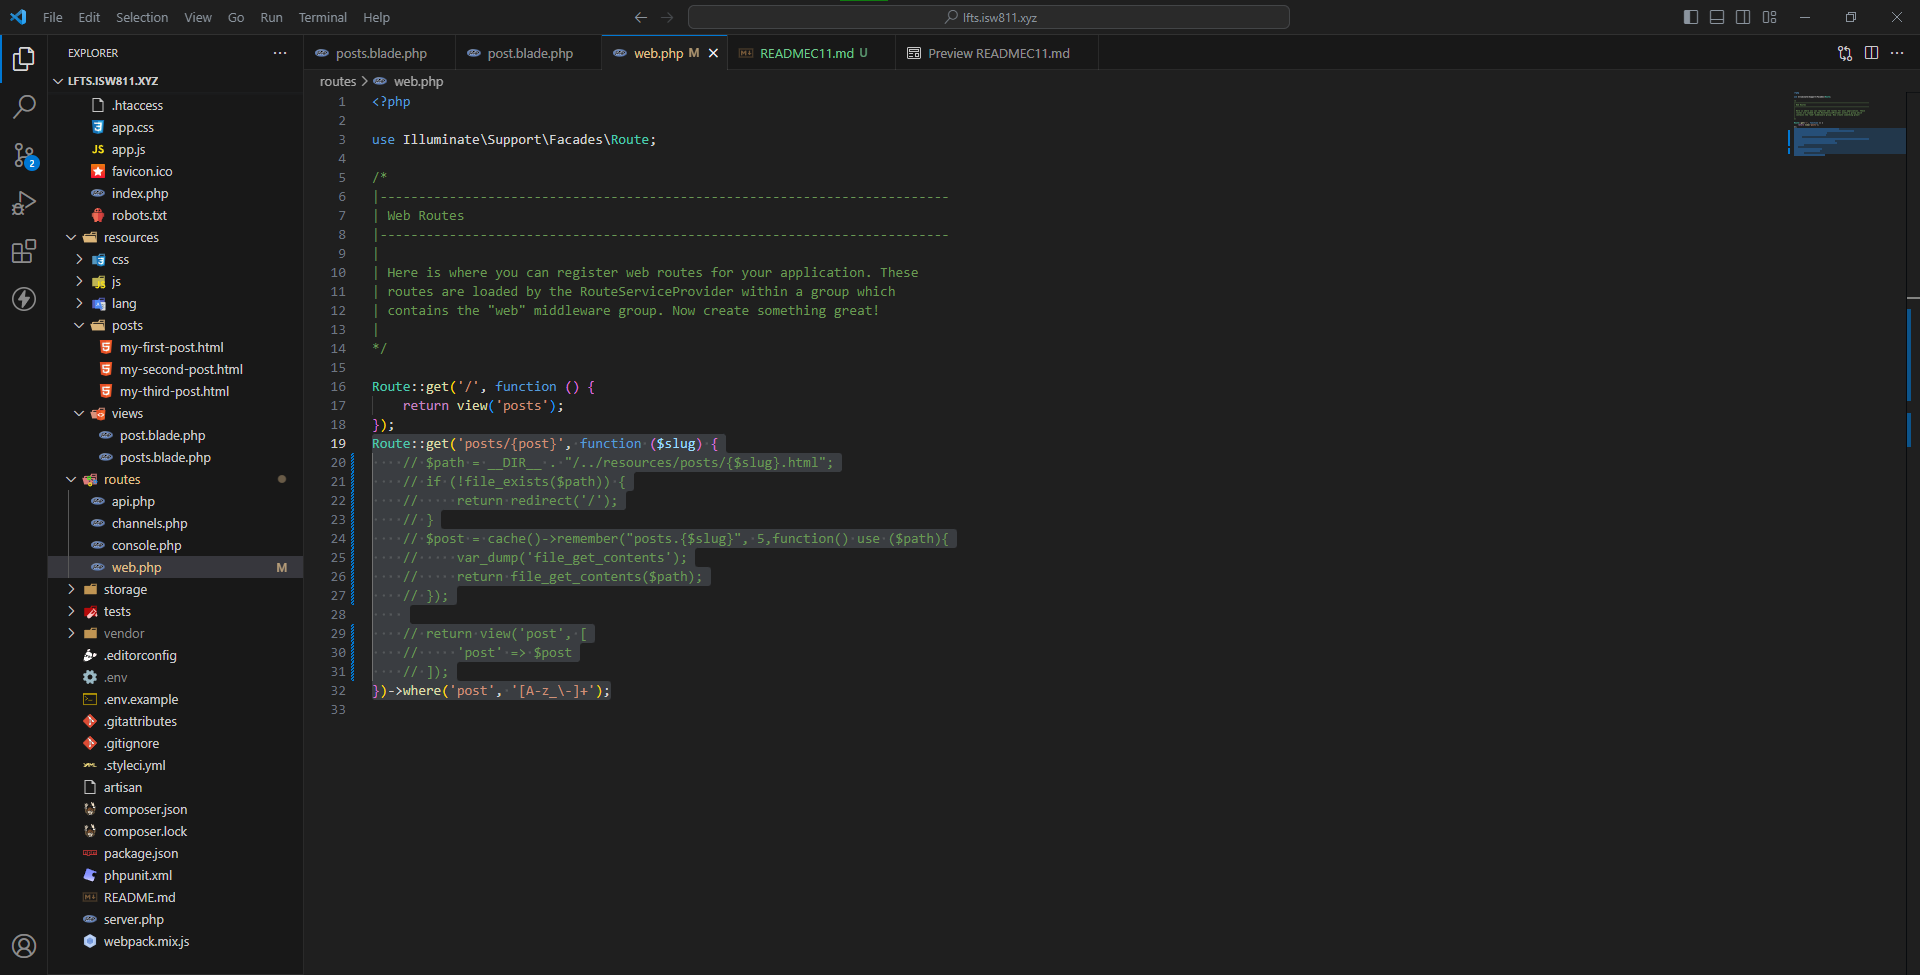 File Edit Selection View Go Run Terminal Help
lfts.isw811.xyz
EXPLORER
LFTS.ISW811.XYZ
.htaccess
app.css
JS app.js
favicon.ico
index.php
robots.txt
resources
css
js
lang
posts
my-first-post.html
my-second-post.html
my-third-post.html
views
post.blade.php
posts.blade.php
routes
api.php
channels.php
console.php
web.php M
storage
tests
vendor
.editorconfig
.env
.env.example
.gitattributes
.gitignore
.styleci.yml
artisan
composer.json
composer.lock
package.json
phpunit.xml
README.md
server.php
webpack.mix.js
2
posts.blade.php post.blade.php web.php M READMEC11.md U Preview READMEC11.md
routes > web.php
1 <?php
2
3 use Illuminate\Support\Facades\Route;
4
5 /*
6 |--------------------------------------------------------------------------
7 | Web Routes
8 |--------------------------------------------------------------------------
9 |
10 | Here is where you can register web routes for your application. These
11 | routes are loaded by the RouteServiceProvider within a group which
12 | contains the "web" middleware group. Now create something great!
13 |
14 */
15
16 Route::get('/', function () {
17     return view('posts');
18 });
19 Route::get('posts/{post}', function ($slug) {
20     // $path = __DIR__ . "/../resources/posts/{$slug}.html";
21     // if (!file_exists($path)) {
22     //     return redirect('/');
23     // }
24     // $post = cache()->remember("posts.{$slug}", 5,function() use ($path){
25     //     var_dump('file_get_contents');
26     //     return file_get_contents($path);
27     // });
28
29     // return view('post', [
30     //     'post' => $post
31     // ]);
32 })->where('post', '[A-z_\-]+');
33